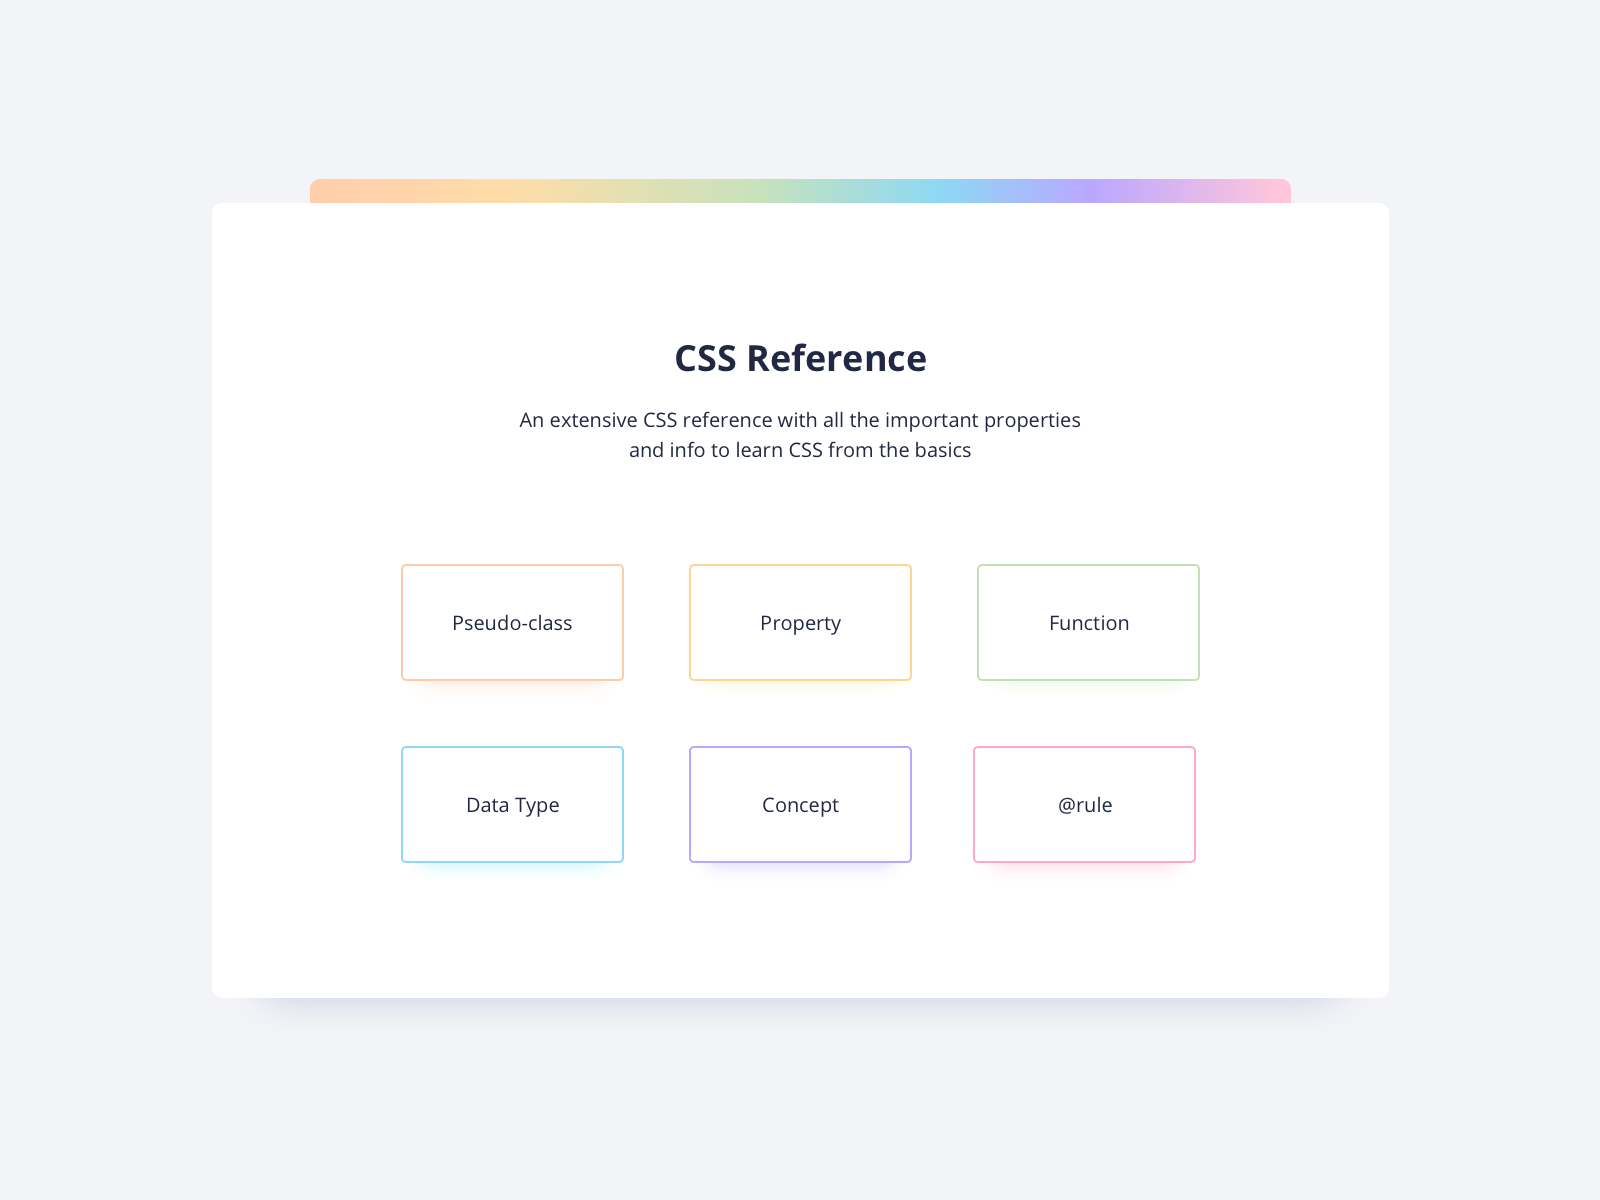 CSS Reference
An extensive CSS reference with all the important properties
and info to learn CSS from the basics
Pseudo-class
Property
Function
Data Type
Concept
@rule